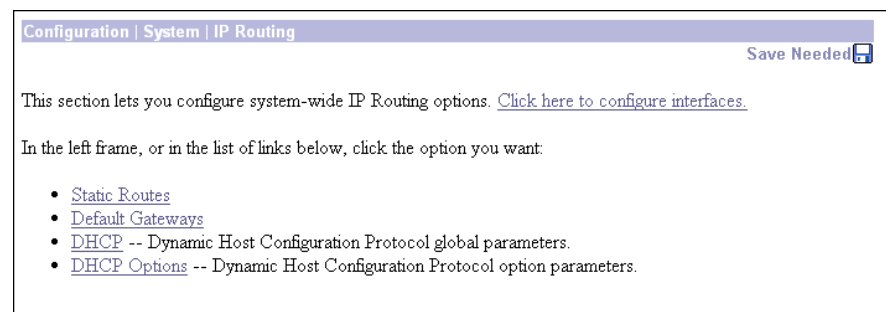 Configuration | System | IP Routing
Save Needed
This section lets you configure system-wide IP Routing options. Click here to configure interfaces.
In the left frame, or in the list of links below, click the option you want:
• Static Routes
• Default Gateways
• DHCP -- Dynamic Host Configuration Protocol global parameters.
• DHCP Options -- Dynamic Host Configuration Protocol option parameters.